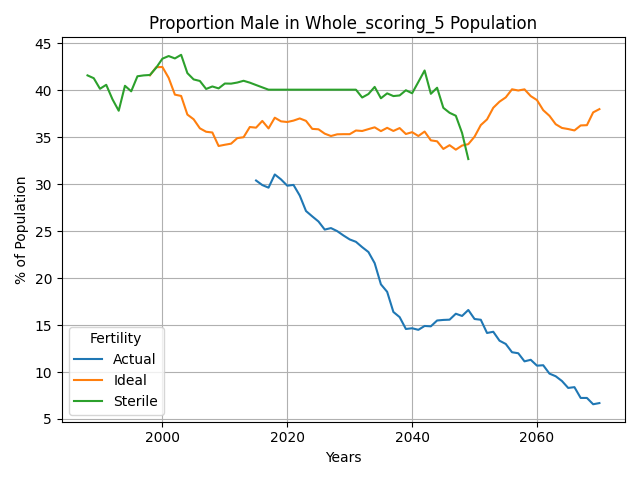 Proportion Male in Whole_scoring_5 Population
% of Population
45
40
35
30
25
20
15
10
5
Fertility
Actual
Ideal
Sterile
2000
2020
2040
2060
Years